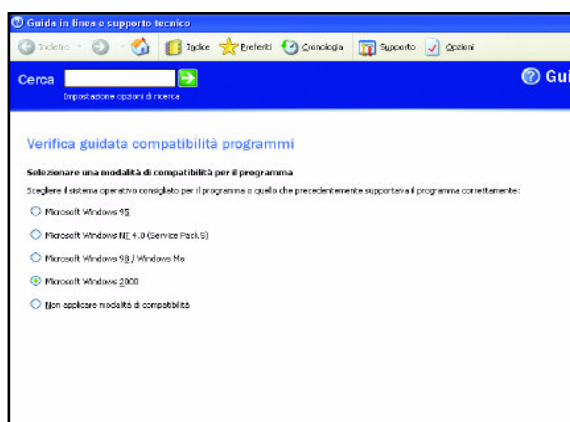 Guida in linea e supporto tecnico
Indietro Indice Preferiti Cronologia Supporto Opzioni
Cerca
Gui
Impostazione opzioni di ricerca
Verifica guidata compatibilità programmi
Selezionare una modalità di compatibilità per il programma
Scegliere il sistema operativo consigliato per il programma o quello che precedentemente supportava il programma correttamente:
Microsoft Windows 95
Microsoft Windows NT 4.0 (Service Pack 5)
Microsoft Windows 98 / Windows Me
Microsoft Windows 2000
Non applicare modalità di compatibilità